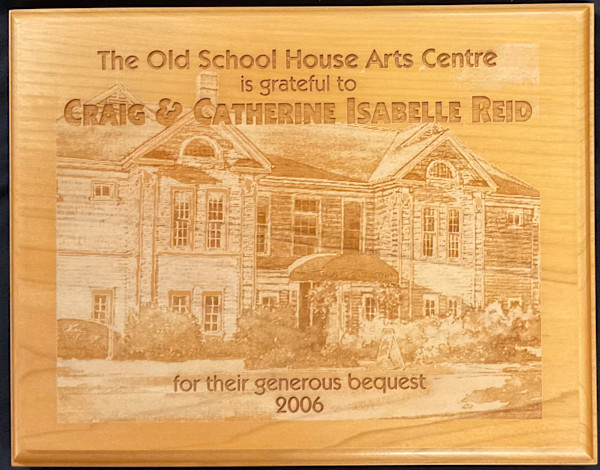 The Old School House Arts Centre
is grateful to
CRAIG & CATHERINE ISABELLE REID
for their generous bequest
2006